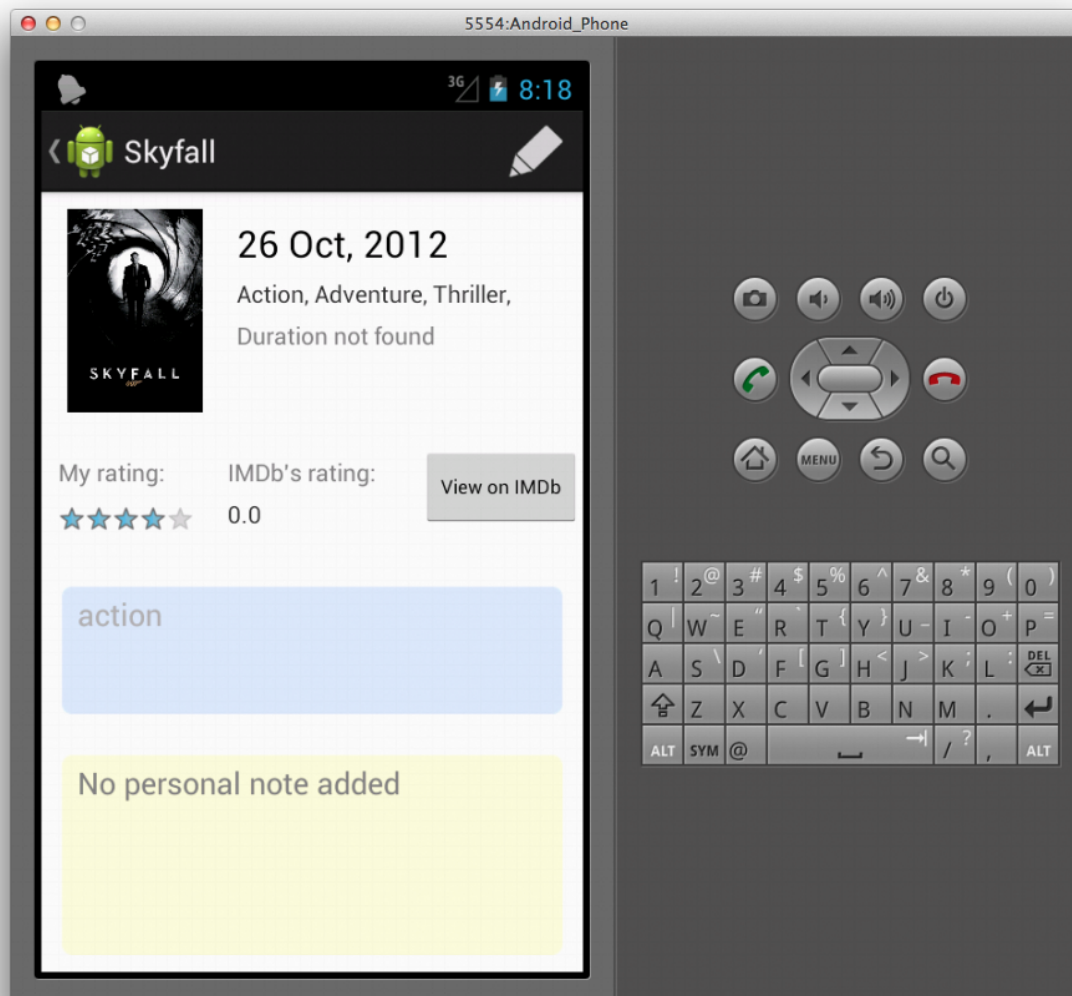 5554:Android_Phone
3G 8:18
Skyfall
SKYFALL
26 Oct, 2012
Action, Adventure, Thriller,
Duration not found
My rating:
IMDb's rating:
0.0
View on IMDb
action
No personal note added
MENU
1 ! 2 @ 3 # 4 $ 5 % 6 ^ 7 & 8 * 9 ( 0 )
Q | W ~ E " R ` T { Y } U _ I - O + P =
A S \ D ' F [ G ] H < J > K ; L : DEL
Z X C V B N M .
ALT SYM @ / ? , ALT